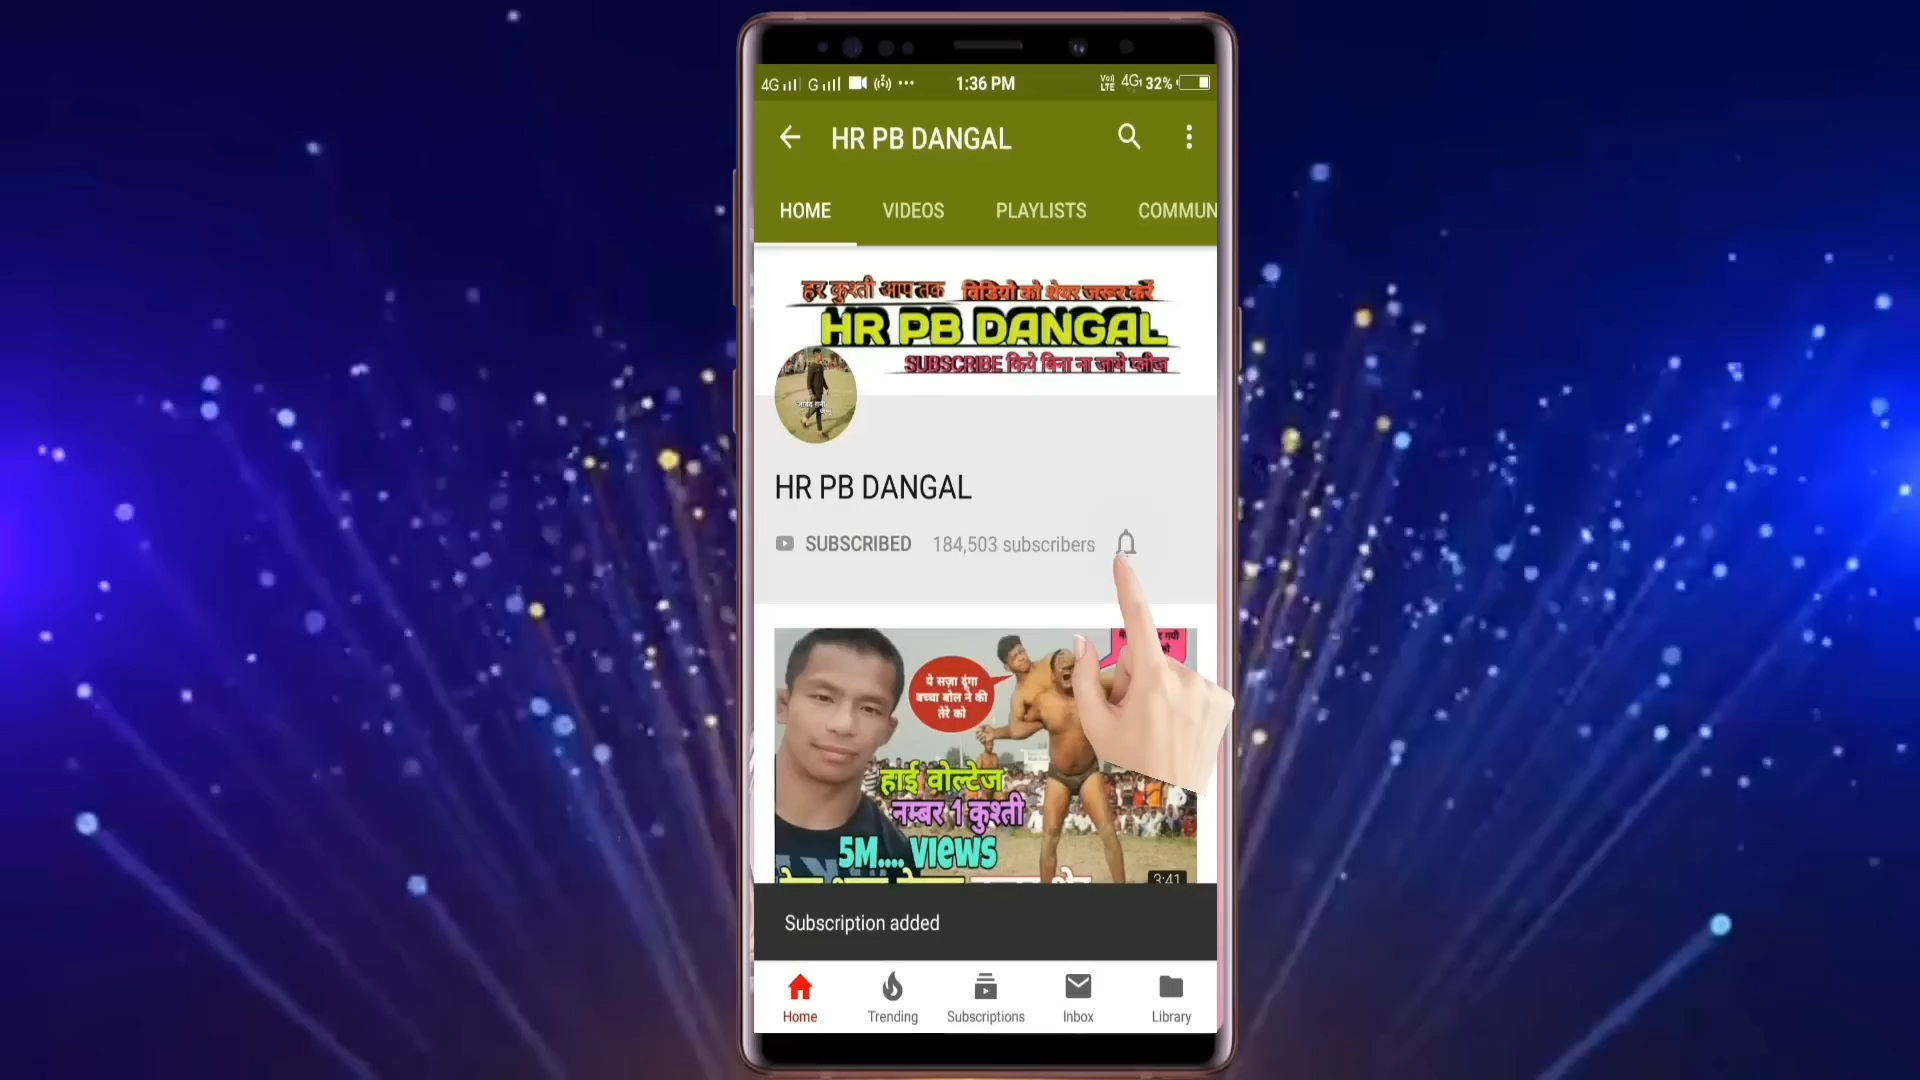 4G G 1:36 PM VoLTE 4G 32%
HR PB DANGAL
HOME VIDEOS PLAYLISTS COMMUN
हर कुश्ती आप तक विडियो को शेयर जरूर करें
HR PB DANGAL
SUBSCRIBE किये बिना ना जाये प्लीज
HR PB DANGAL
SUBSCRIBED 184,503 subscribers
ये सज़ा दूंगा
बच्चा बोल ने की
तेरे को
हाई वोल्टेज
नम्बर 1 कुश्ती
5M.... VIEWS
3:41
Subscription added
Home Trending Subscriptions Inbox Library